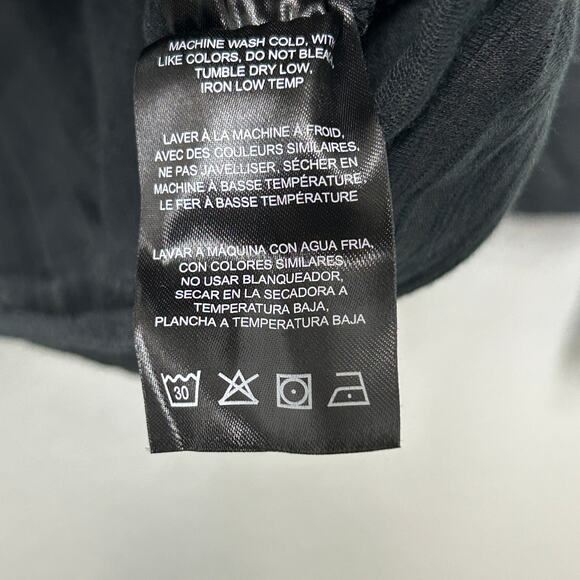 MACHINE WASH COLD, WITH
LIKE COLORS, DO NOT BLEACH
TUMBLE DRY LOW,
IRON LOW TEMP
LAVER À LA MACHINE À FROID,
AVEC DES COULEURS SIMILAIRES.
NE PAS JAVELLISER, SÉCHER EN
MACHINE À BASSE TEMPÉRATURE.
LE FER À BASSE TEMPÉRATURE
LAVAR A MÁQUINA CON AGUA FRIA,
CON COLORES SIMILARES,
NO USAR BLANQUEADOR,
SECAR EN LA SECADORA A
TEMPERATURA BAJA,
PLANCHA A TEMPERATURA BAJA
30